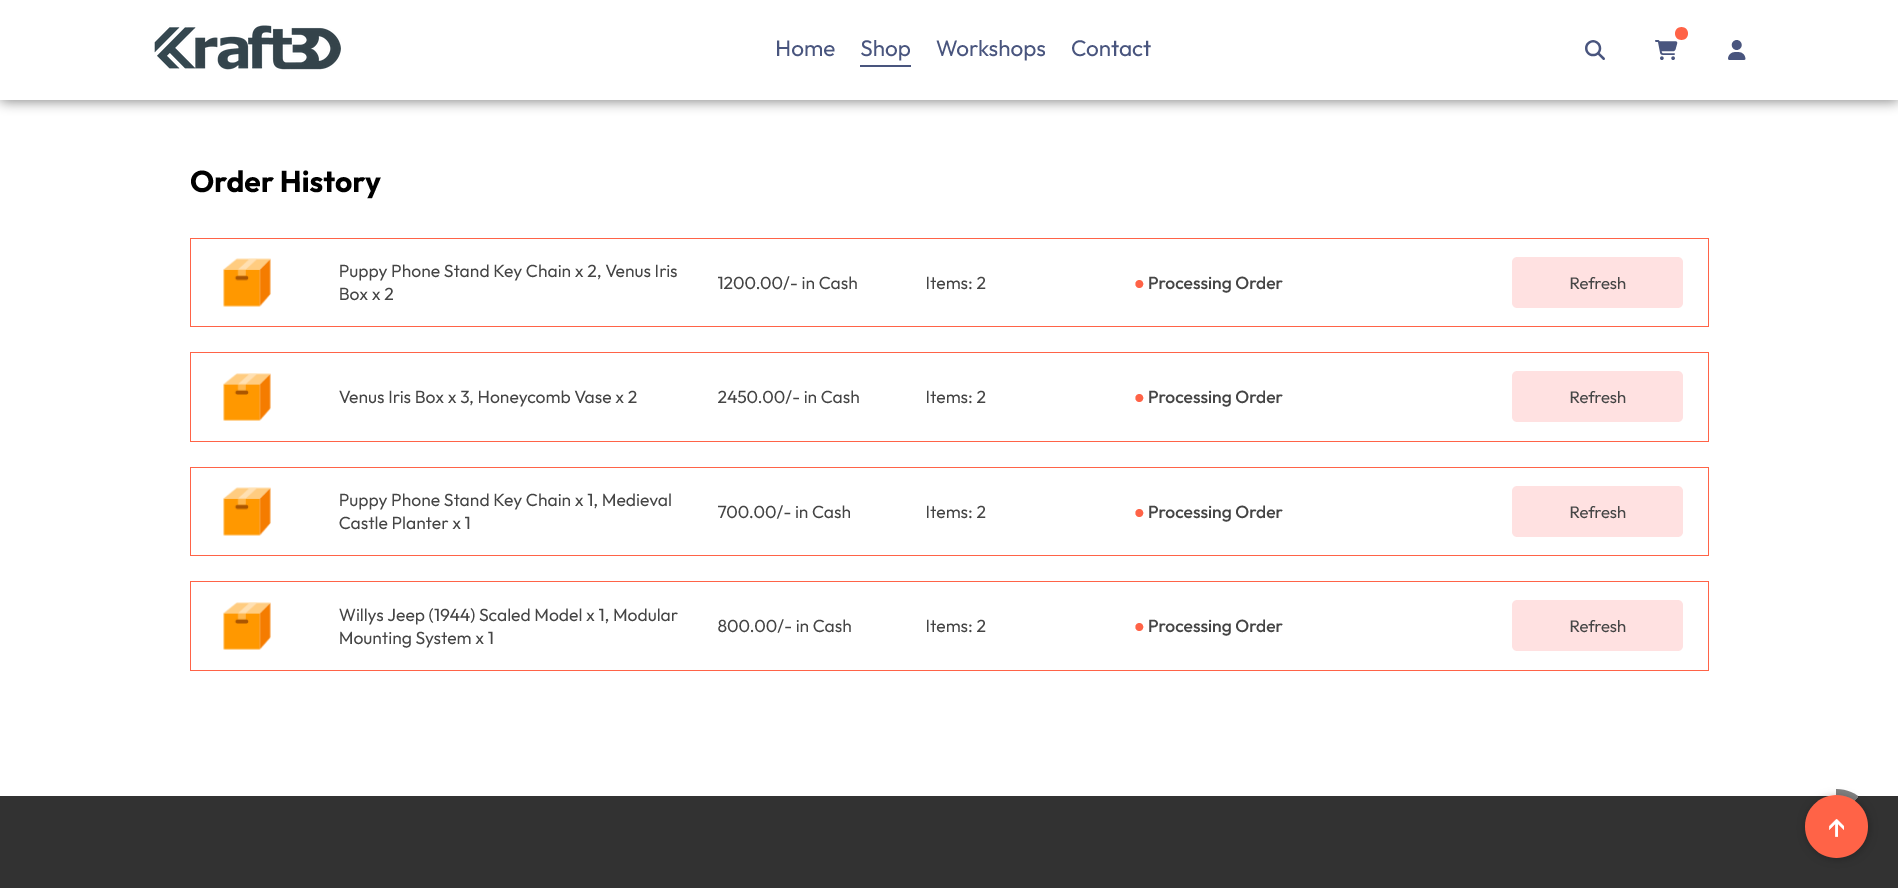 Kraft3D
Home Shop Workshops Contact
Order History
Puppy Phone Stand Key Chain x 2, Venus Iris
Box x 2
1200.00/- in Cash
Items: 2
Processing Order
Refresh
Venus Iris Box x 3, Honeycomb Vase x 2
2450.00/- in Cash
Items: 2
Processing Order
Refresh
Puppy Phone Stand Key Chain x 1, Medieval
Castle Planter x 1
700.00/- in Cash
Items: 2
Processing Order
Refresh
Willys Jeep (1944) Scaled Model x 1, Modular
Mounting System x 1
800.00/- in Cash
Items: 2
Processing Order
Refresh